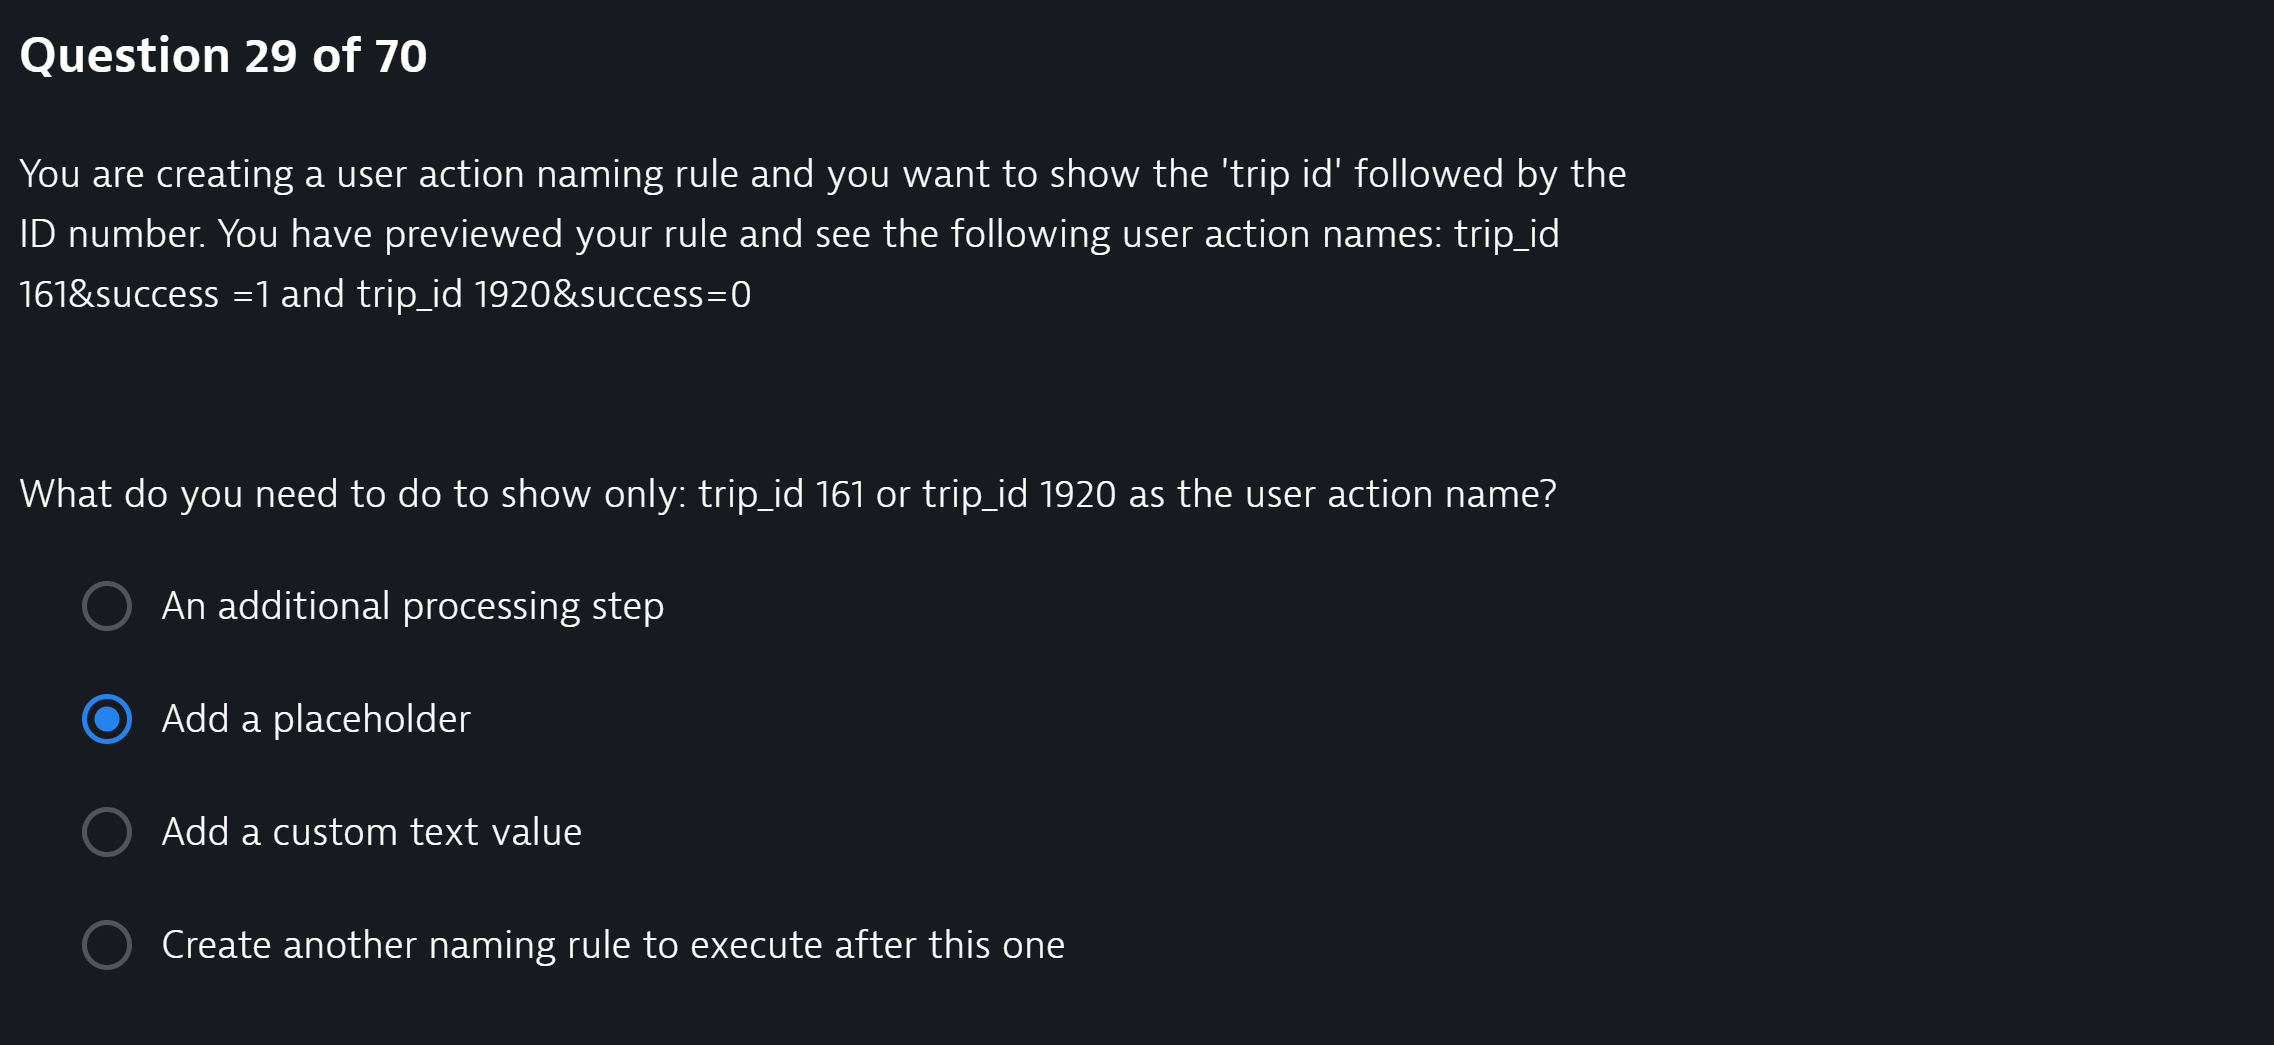 Question 29 of 70
You are creating a user action naming rule and you want to show the 'trip id' followed by the
ID number. You have previewed your rule and see the following user action names: trip_id
161&success =1 and trip_id 1920&success=0
What do you need to do to show only: trip_id 161 or trip_id 1920 as the user action name?
An additional processing step
Add a placeholder
Add a custom text value
Create another naming rule to execute after this one